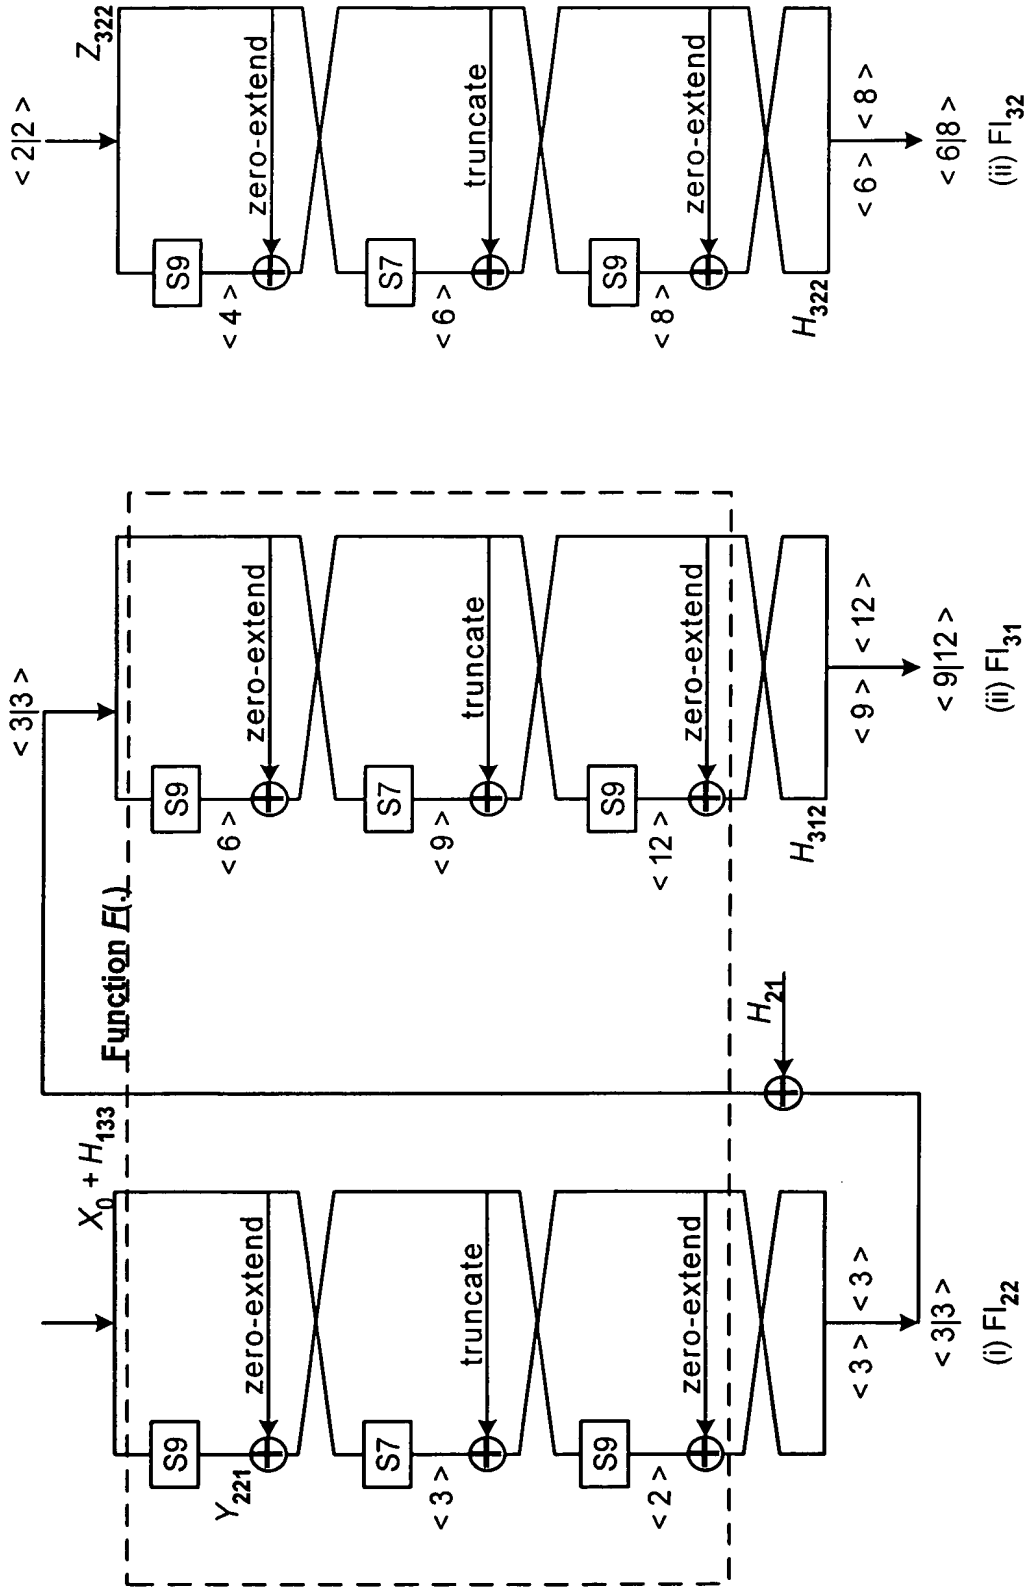 X₀ + H₁₃₃
S9
zero-extend
Y₂₂₁
S7
truncate
< 3 >
S9
zero-extend
< 2 >
< 3 > < 3 >
< 3|3 >
(i) FI₂₂
H₂₁
Function F(.)
< 3|3 >
S9
zero-extend
< 6 >
S7
truncate
< 9 >
S9
zero-extend
< 12 >
H₃₁₂
< 9 > < 12 >
< 9|12 >
(ii) FI₃₁
< 2|2 >
Z₃₂₂
S9
zero-extend
< 4 >
S7
truncate
< 6 >
S9
zero-extend
< 8 >
H₃₂₂
< 6 > < 8 >
< 6|8 >
(ii) FI₃₂